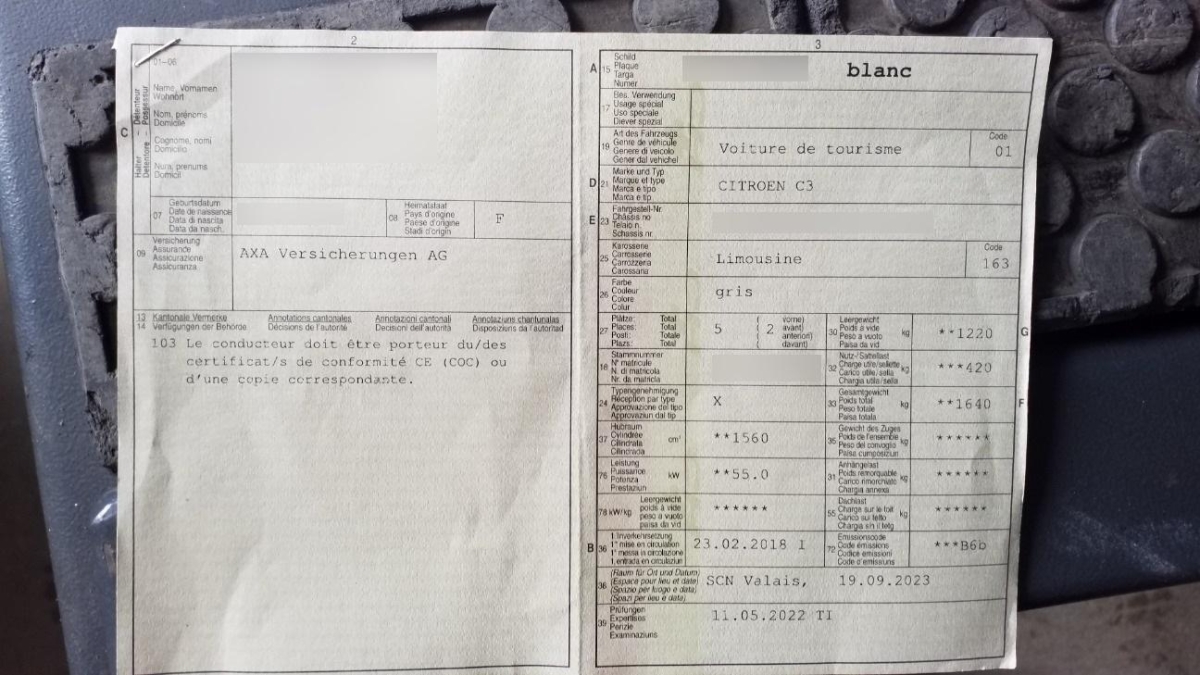 2
01-06
Détenteur Possessur
Halter Detentore
C
Name, Vornamen
Wohnort
Nom, prénoms
Domicile
Cognome, nomi
Domicilio
Num, prenums
Domicil
07
Geburtsdatum
Date de naissance
Data di nascita
Data da nasch.
08
Heimatstaat
Pays d'origine
Paese d'origine
Stadi d'origin
F
09
Versicherung
Assurance
Assicurazione
Assicuranza
AXA Versicherungen AG
13 Kantonale Vermerke Annotations cantonales Annotazioni cantonali Annotaziuns chantunalas
14 Verfügungen der Behörde Décisions de l'autorité Decisioni dell'autorità Disposiziuns da l'autoritad
103 Le conducteur doit être porteur du/des
certificat/s de conformité CE (COC) ou
d'une copie correspondante.
3
A 15
Schild
Plaque
Targa
Numer
blanc
17
Bes. Verwendung
Usage spécial
Uso speciale
Diever spezial
19
Art des Fahrzeugs
Genre de véhicule
Genere di veicolo
Gener dal vehichel
Voiture de tourisme
Code
01
D 21
Marke und Typ
Marque et type
Marca e tipo
Marca e tip
CITROEN C3
E 23
Fahrgestell-Nr.
Châssis no
Telaio n.
Schassis nr.
25
Karosserie
Carrosserie
Carrozzeria
Carossaria
Limousine
Code
163
26
Farbe
Couleur
Colore
Colur
gris
27
Plätze: Total
Places: Total
Posti: Totale
Plazs: Total
5
( vorne)
( 2 avant)
( anteriori)
( davant)
30
Leergewicht
Poids à vide
Peso a vuoto
Paisa da vid
kg
**1220
G
18
Stammnummer
N° matricule
N. di matricola
Nr. da matricla
32
Nutz-/Sattellast
Charge utile/sellette
Carico utile/sella
Chargia utila/sella
kg
***420
24
Typengenehmigung
Réception par type
Approvazione del tipo
Approvaziun dal tip
X
33
Gesamtgewicht
Poids total
Peso totale
Paisa totala
kg
**1640
F
37
Hubraum
Cylindrée
Cilindrata
Cilindrada
cm³
**1560
35
Gewicht des Zuges
Poids de l'ensemble
Peso del convoglio
Paisa cumposiziun
kg
******
76
Leistung
Puissance
Potenza
Prestaziun
kW
**55.0
31
Anhängelast
Poids remorquable
Carico rimorchiato
Chargia annexa
kg
******
78 kW/kg
Leergewicht
poids à vide
peso a vuoto
paisa da vid
******
55
Dachlast
Charge sur le toit
Carico sul tetto
Chargia sin il tetg
kg
******
B 36
1. Inverkehrsetzung
1re mise en circulation
1a messa in circolazione
1. entrada en circulaziun
23.02.2018 I
72
Emissionscode
Code émissions
Codice emissioni
Code d'emissiuns
***B6b
38
(Raum für Ort und Datum)
(Espace pour lieu et date)
(Spazio per luogo e data)
(Spazi per lieu e data)
SCN Valais, 19.09.2023
39
Prüfungen
Expertises
Perizie
Examinaziuns
11.05.2022 TI